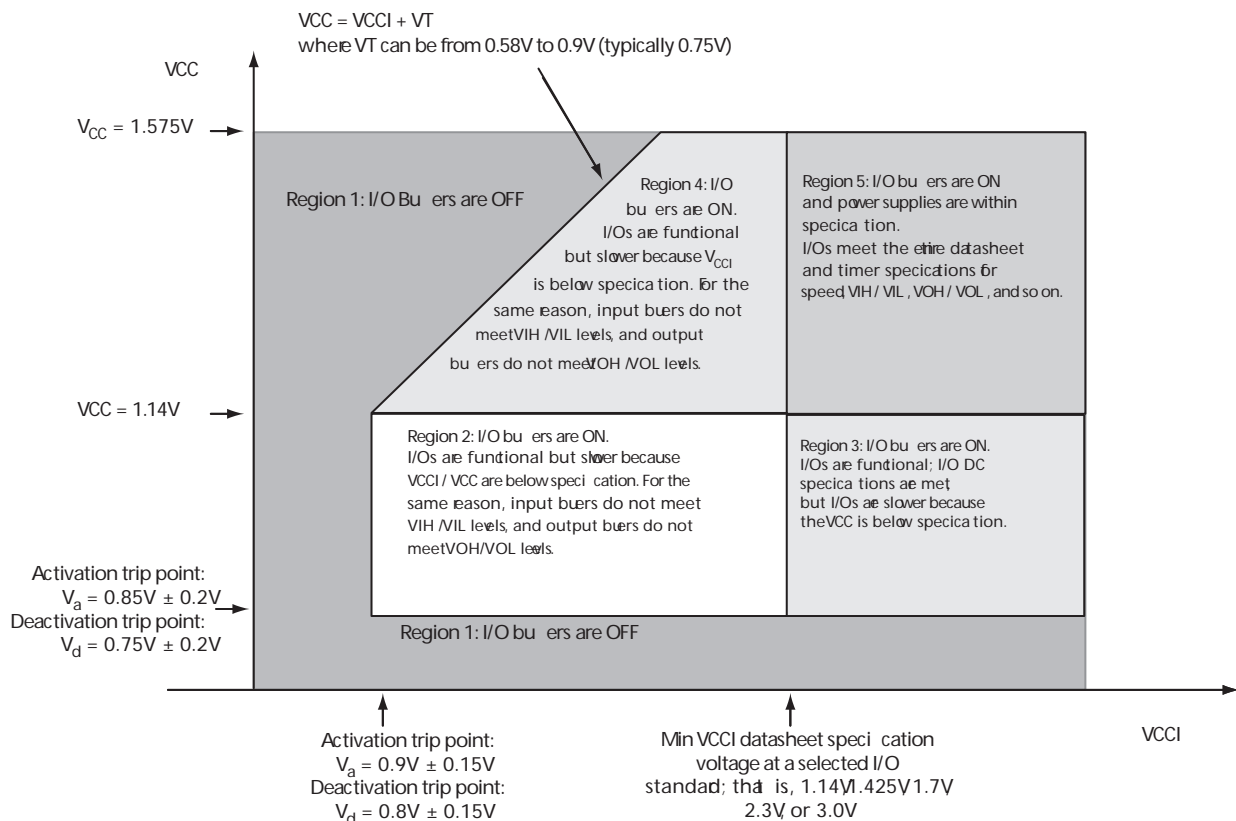 VCC = VCCI + VT
where VT can be from 0.58V to 0.9V (typically 0.75V)
VCC
VCC = 1.575V
Region 1: I/O Bu ers are OFF
Region 4: I/O
bu ers are ON.
I/Os are functional
but slower because VCCI
is below specication. For the
same reason, input buers do not
meet VIH /VIL levels, and output
bu ers do not meet VOH /VOL levels.
Region 5: I/O bu ers are ON
and power supplies are within
specication.
I/Os meet the entire datasheet
and timer specications for
speed, VIH / VIL , VOH / VOL , and so on.
VCC = 1.14V
Region 2: I/O bu ers are ON.
I/Os are functional but slower because
VCCI / VCC are below speci cation. For the
same reason, input buers do not meet
VIH /VIL levels, and output buers do not
meet VOH/VOL levels.
Region 3: I/O bu ers are ON.
I/Os are functional; I/O DC
specications are met,
but I/Os are slower because
the VCC is below specication.
Activation trip point:
Va = 0.85V ± 0.2V
Deactivation trip point:
Vd = 0.75V ± 0.2V
Region 1: I/O bu ers are OFF
VCCI
Activation trip point:
Va = 0.9V ± 0.15V
Deactivation trip point:
Vd = 0.8V ± 0.15V
Min VCCI datasheet speci cation
voltage at a selected I/O
standard; that is, 1.14V, 1.425V, 1.7V,
2.3V, or 3.0V